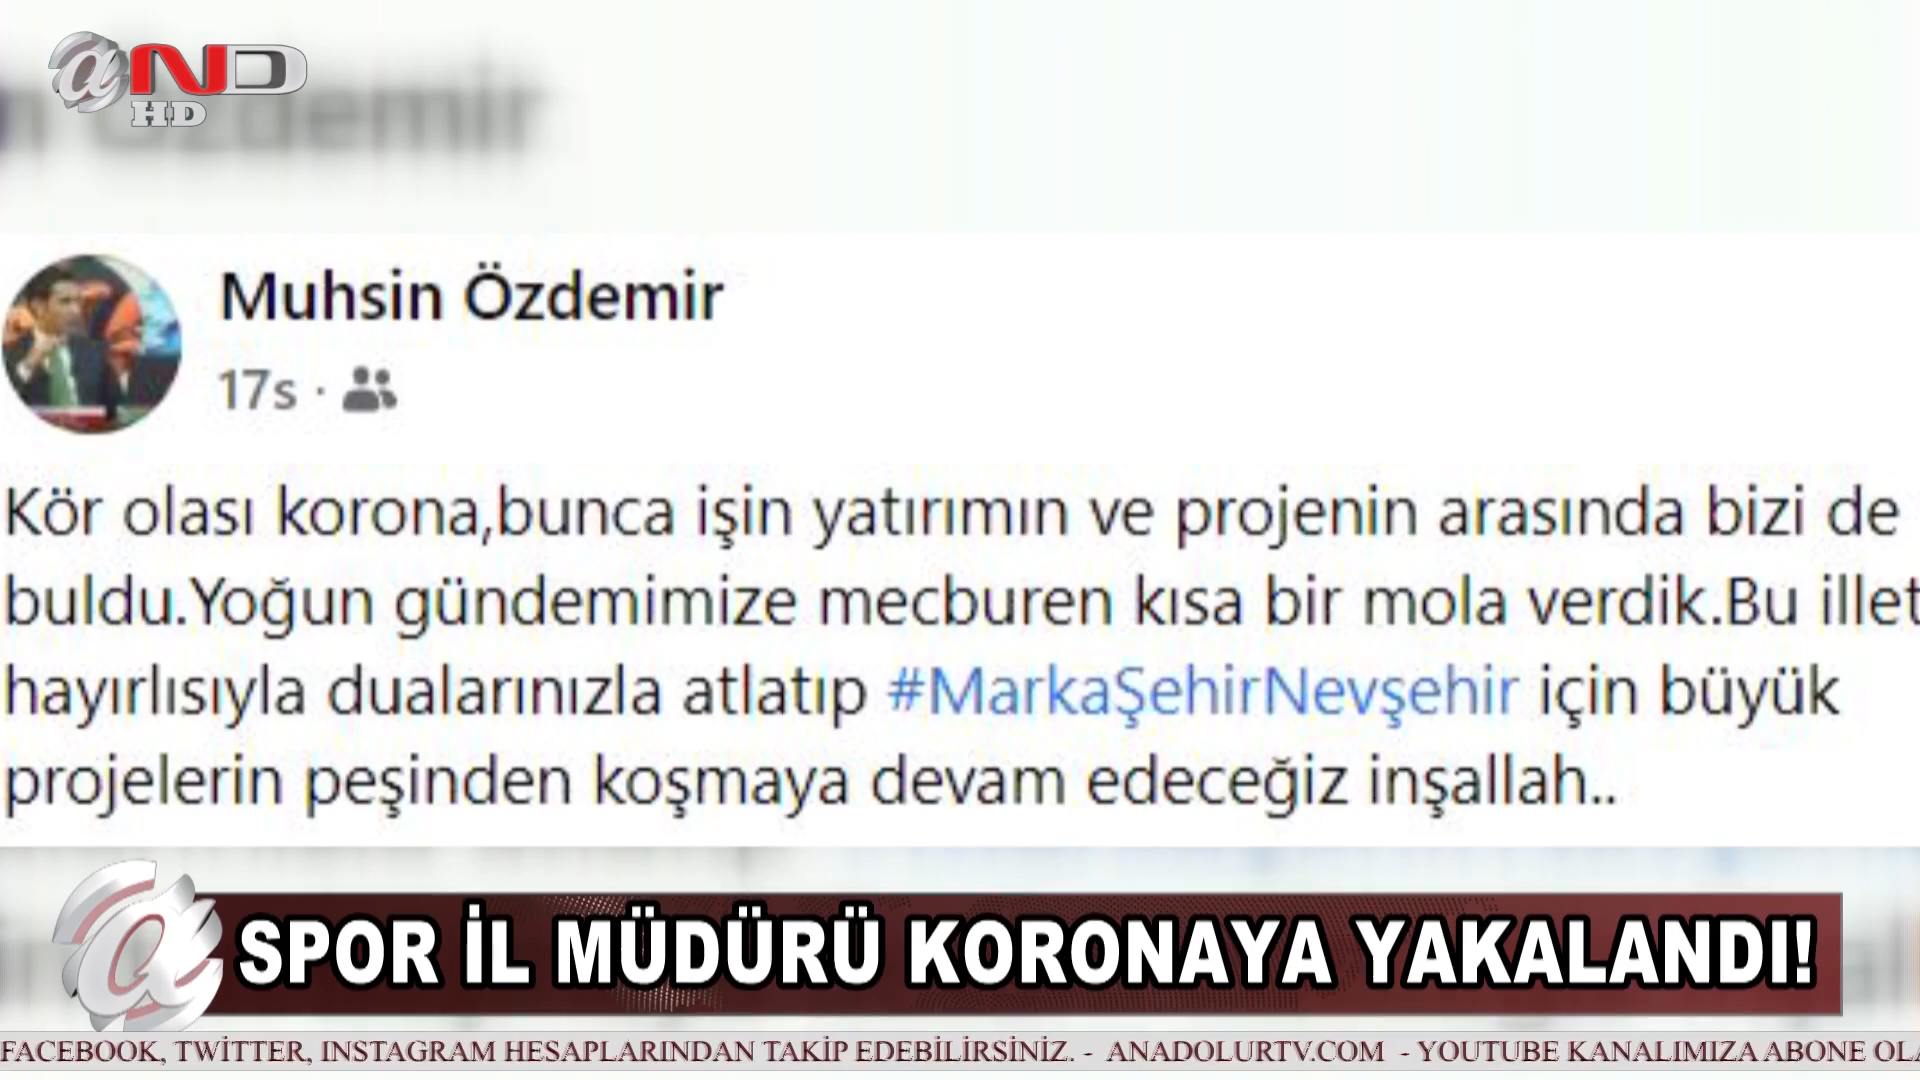 @ND
HD
Özdemir
Muhsin Özdemir
17s ·
Kör olası korona,bunca işin yatırımın ve projenin arasında bizi de
buldu.Yoğun gündemimize mecburen kısa bir mola verdik.Bu illet
hayırlısıyla dualarınızla atlatıp #MarkaŞehirNevşehir için büyük
projelerin peşinden koşmaya devam edeceğiz inşallah..
SPOR İL MÜDÜRÜ KORONAYA YAKALANDI!
FACEBOOK, TWİTTER, INSTAGRAM HESAPLARINDAN TAKİP EDEBİLİRSİNİZ. - ANADOLURTV.COM - YOUTUBE KANALIMIZA ABONE OLA